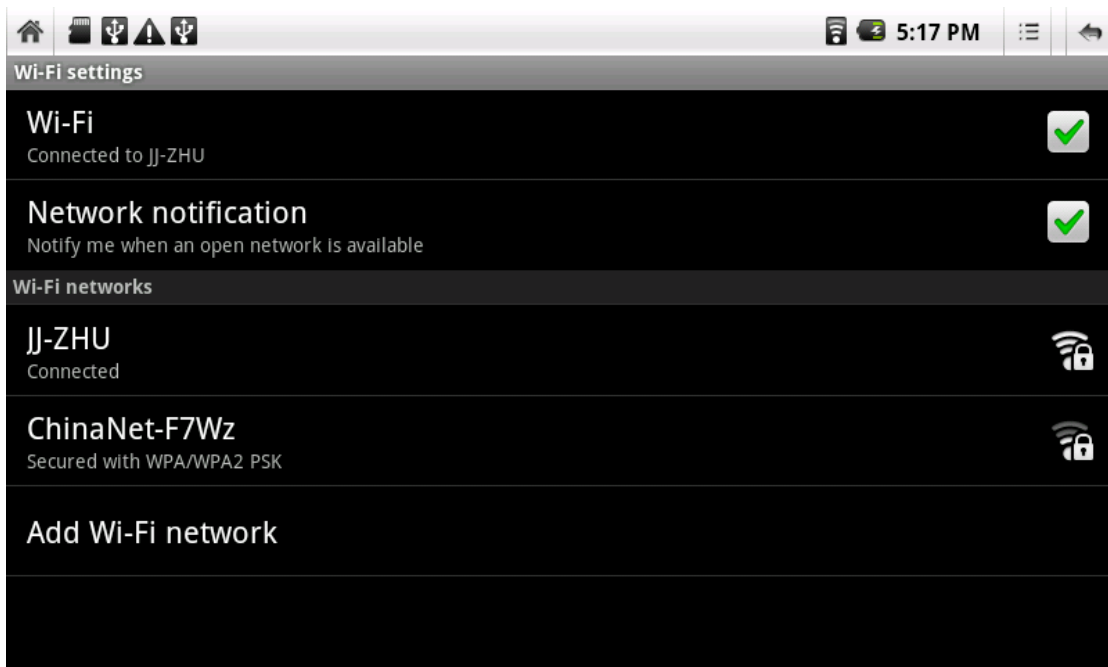 5:17 PM
Wi-Fi settings
Wi-Fi
Connected to JJ-ZHU
Network notification
Notify me when an open network is available
Wi-Fi networks
JJ-ZHU
Connected
ChinaNet-F7Wz
Secured with WPA/WPA2 PSK
Add Wi-Fi network